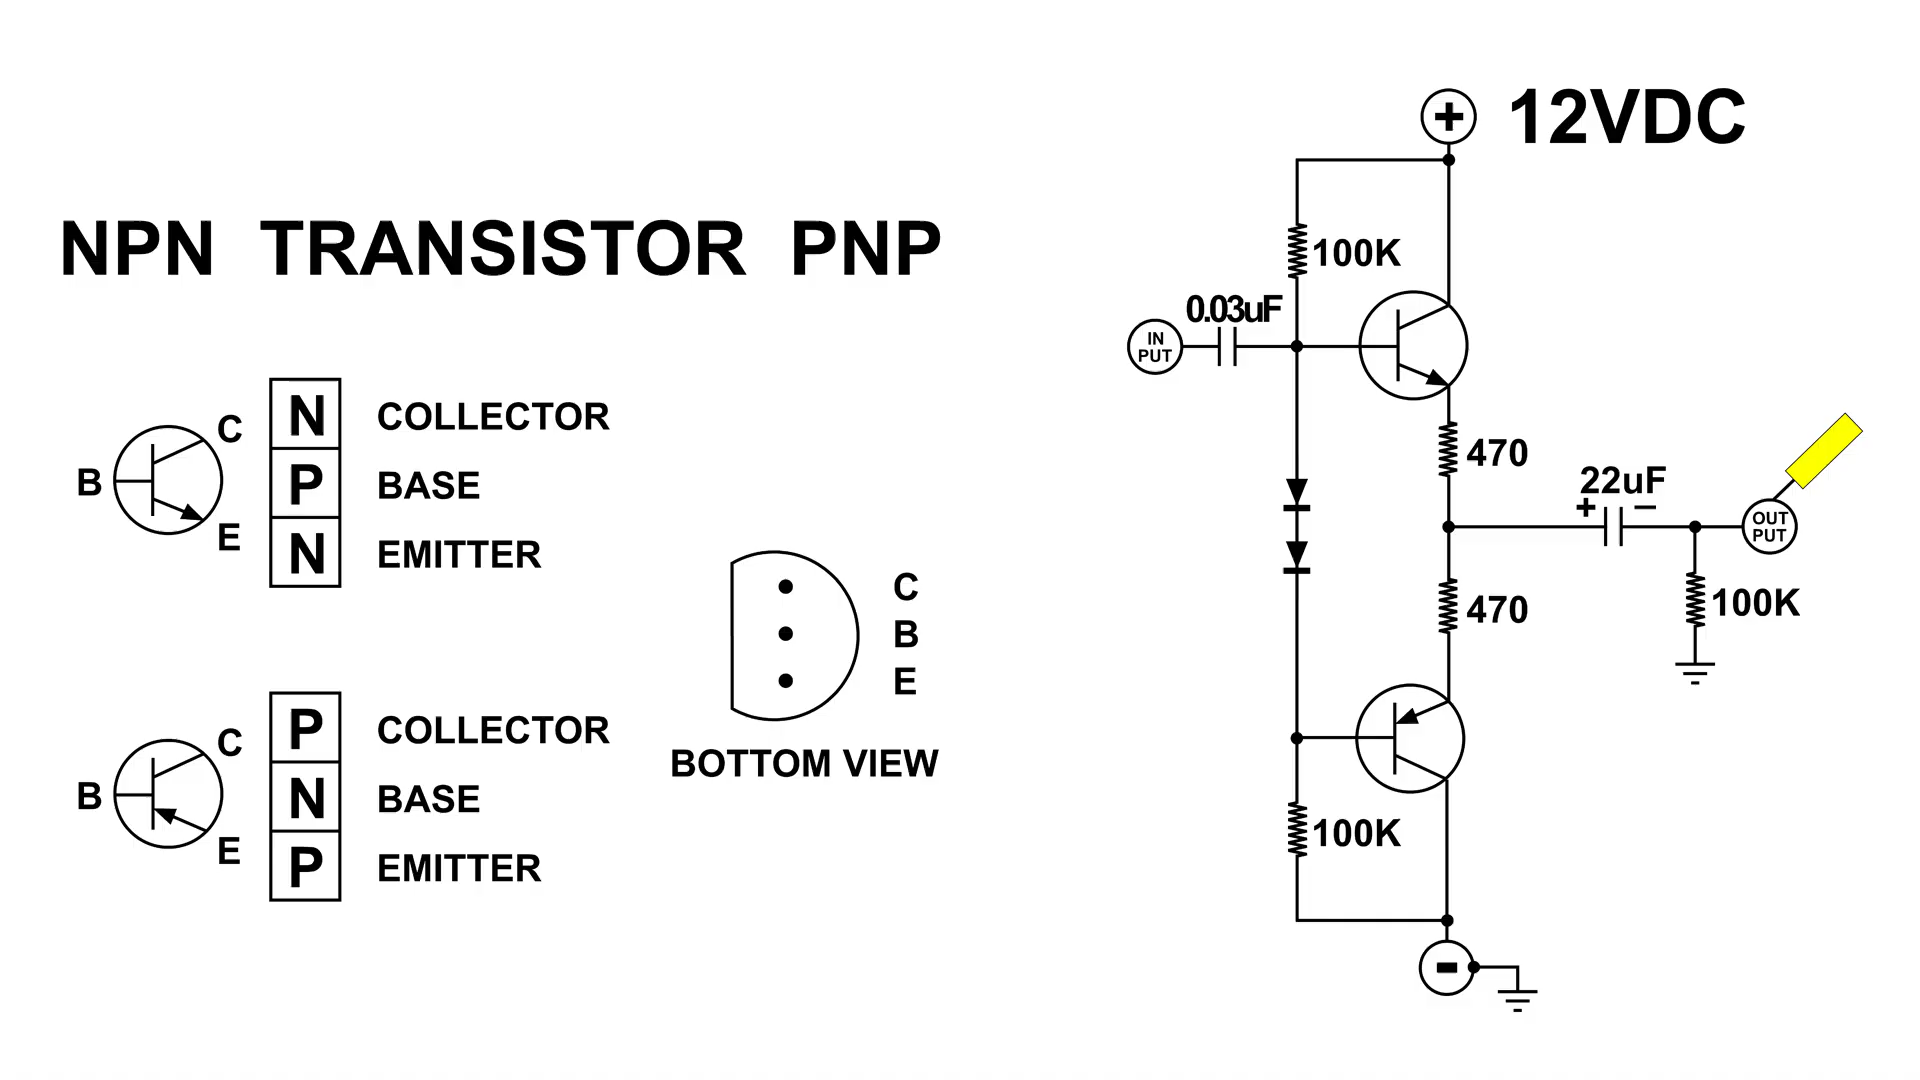 NPN TRANSISTOR PNP
B
C
E
N
P
N
COLLECTOR
BASE
EMITTER
B
C
E
P
N
P
COLLECTOR
BASE
EMITTER
C
B
E
BOTTOM VIEW
+ 12VDC
100K
0.03uF
IN
PUT
470
22uF
+ −
OUT
PUT
470
100K
100K
-